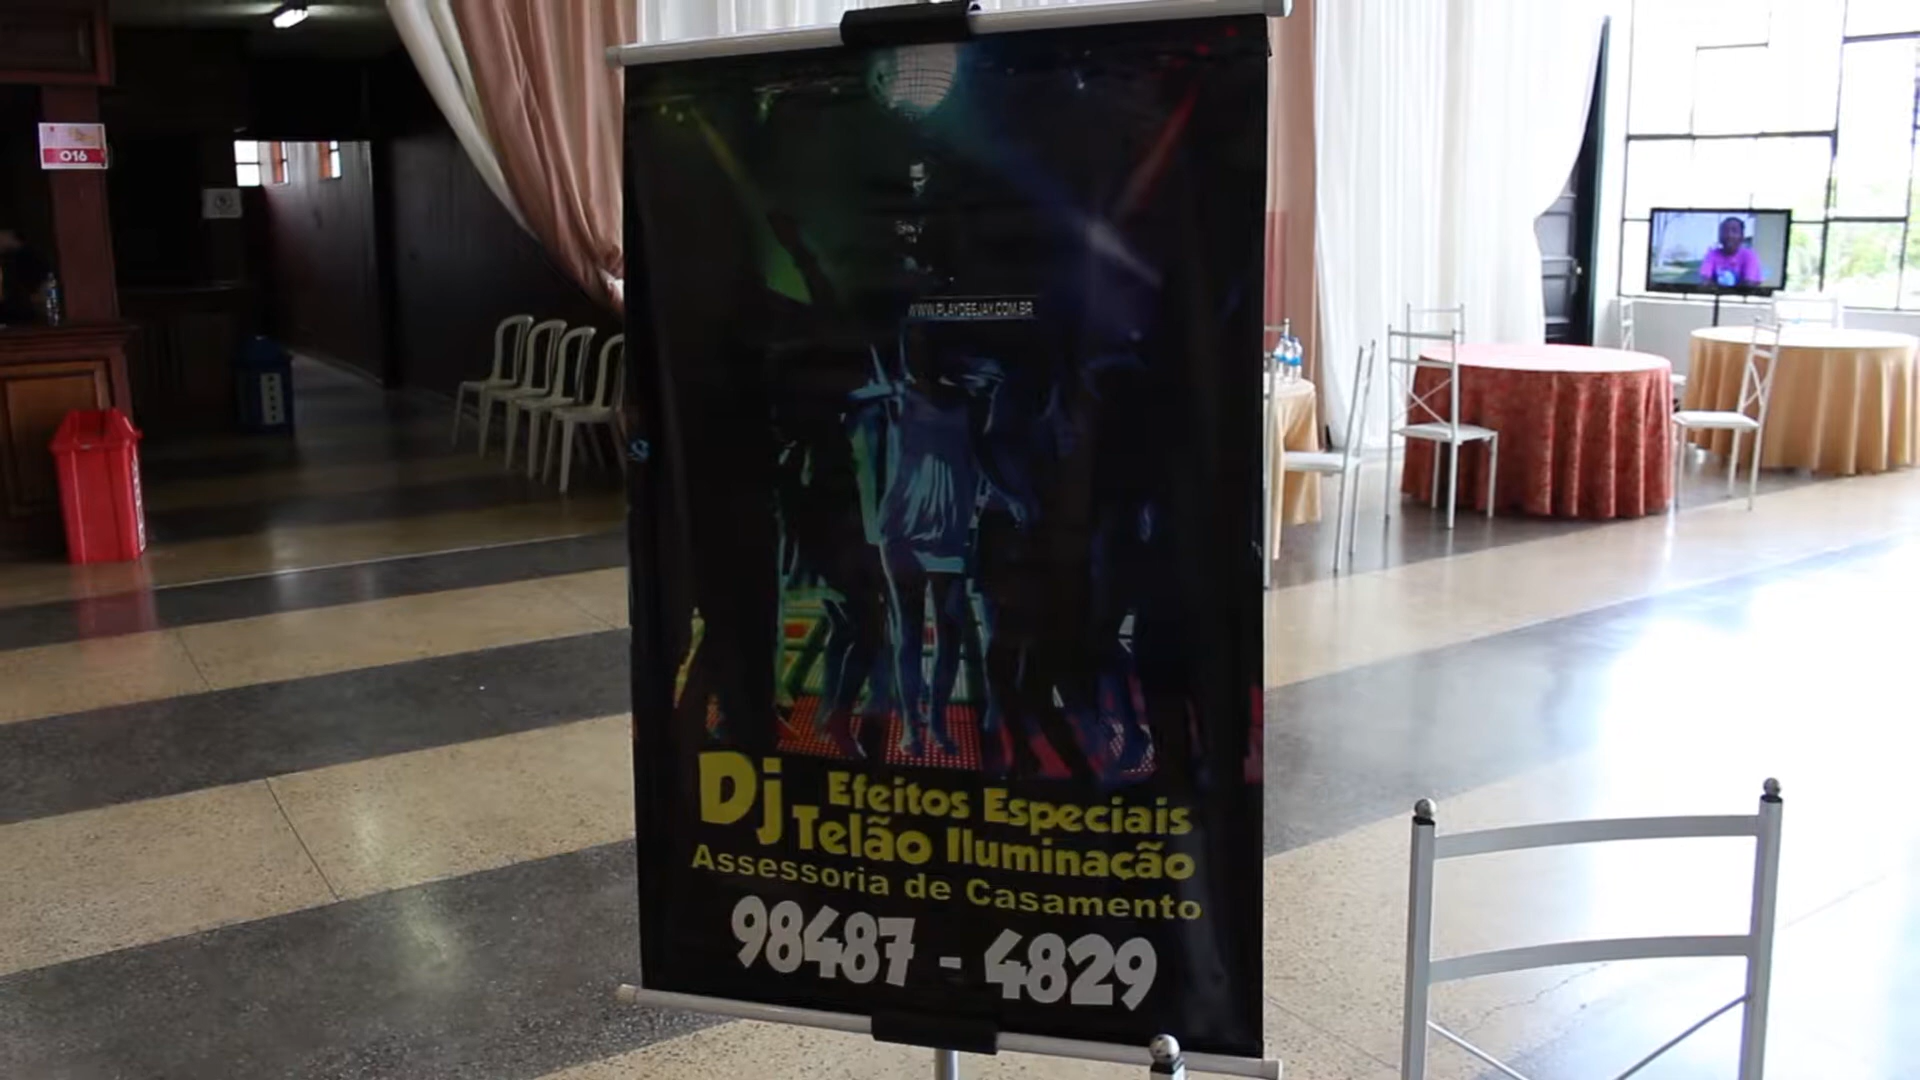 016
WWW.PLAYDEEJAY.COM.BR
Dj Efeitos Especiais
Telão Iluminação
Assessoria de Casamento
98487 - 4829